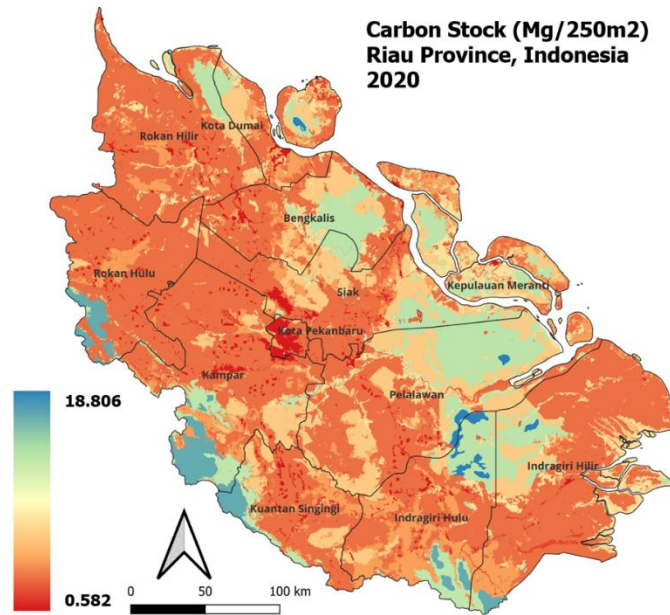 Carbon Stock (Mg/250m2)
Riau Province, Indonesia
2020
Kota Dumai
Rokan Hilir
Bengkalis
Rokan Hulu
Kepulauan Meranti
Siak
Kota Pekanbaru
Kampar
Pelalawan
18.806
Indragiri Hilir
Kuantan Singingi
Indragiri Hulu
0.582
0 50 100 km